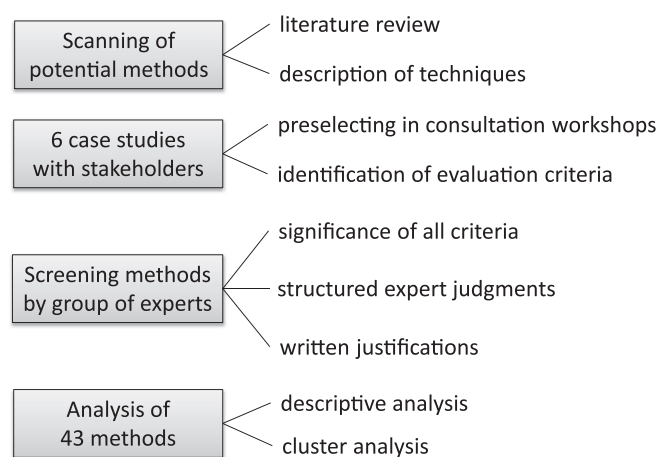 Scanning of
potential methods
literature review
description of techniques
6 case studies
with stakeholders
preselecting in consultation workshops
identification of evaluation criteria
Screening methods
by group of experts
significance of all criteria
structured expert judgments
written justifications
Analysis of
43 methods
descriptive analysis
cluster analysis